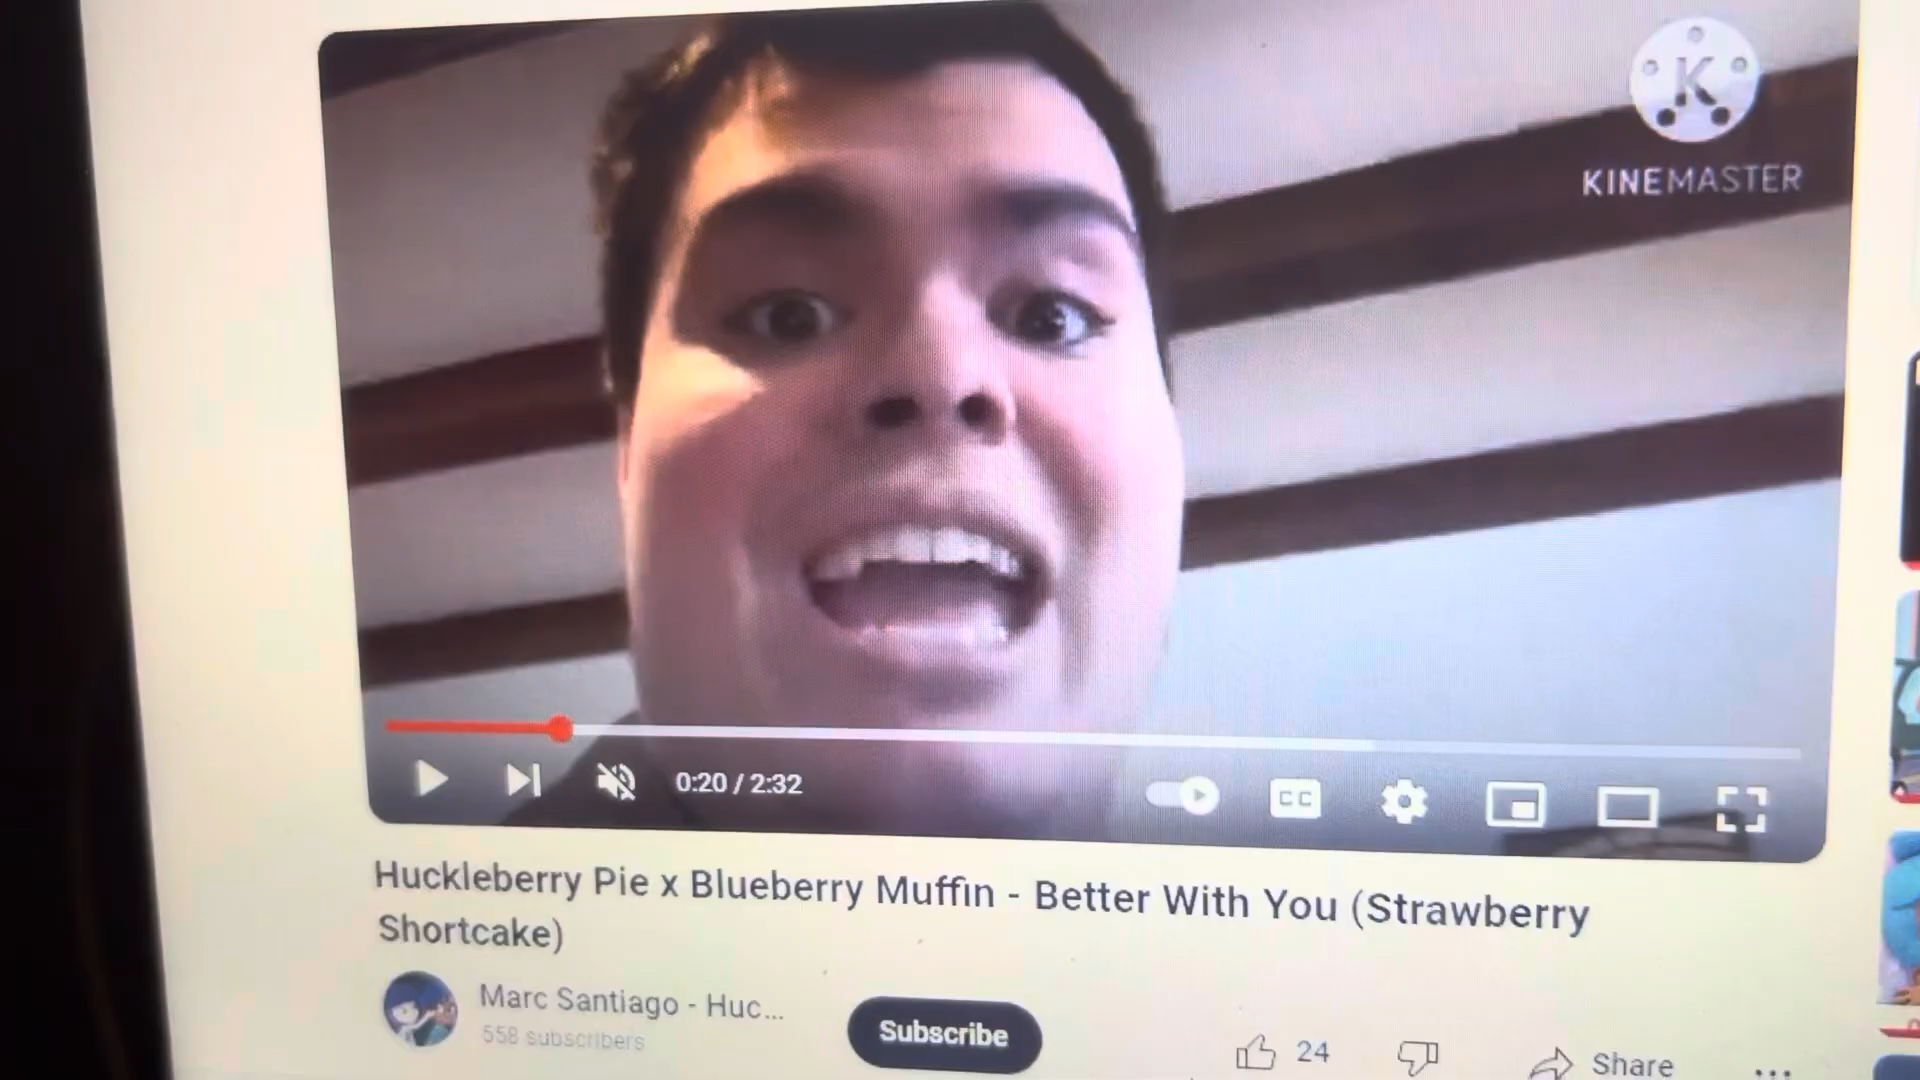 K
KINEMASTER
0:20 / 2:32
CC
Huckleberry Pie x Blueberry Muffin - Better With You (Strawberry
Shortcake)
Marc Santiago - Huc...
558 subscribers
Subscribe
24
Share